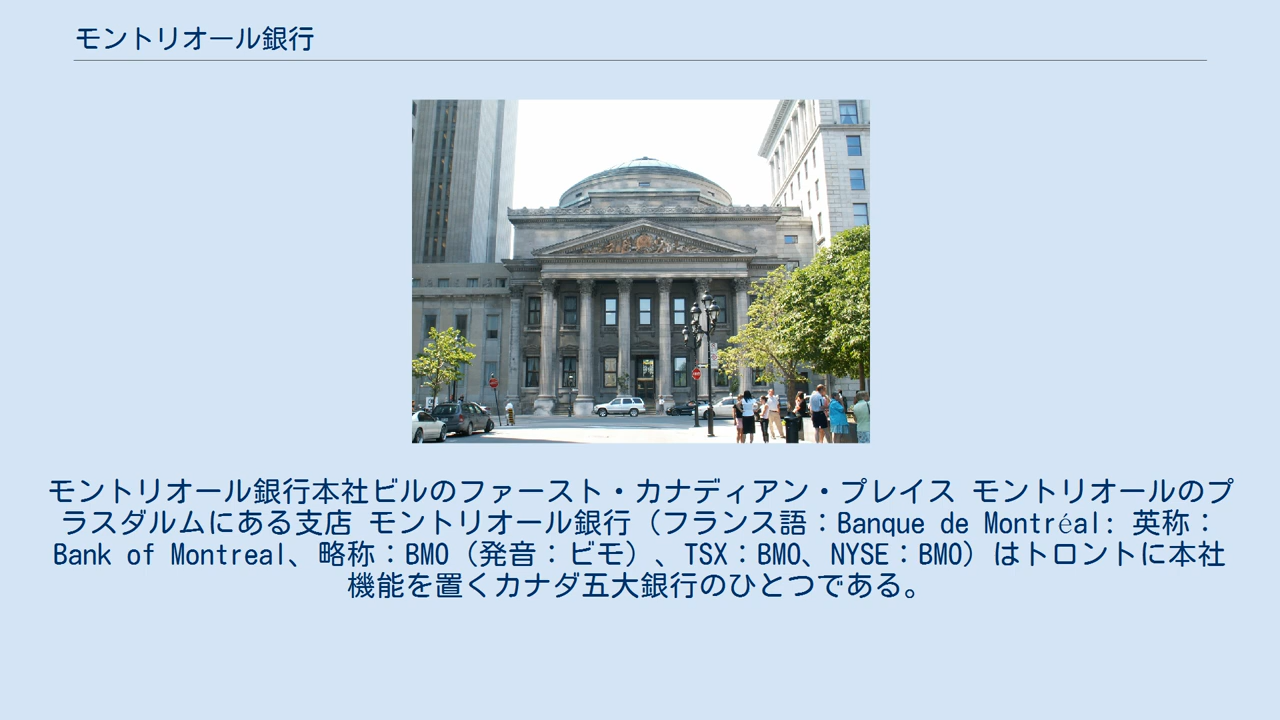 モントリオール銀行
モントリオール銀行本社ビルのファースト・カナディアン・プレイス モントリオールのプ
ラスダルムにある支店 モントリオール銀行（フランス語：Banque de Montréal: 英称：
Bank of Montreal、略称：BMO（発音：ビモ）、TSX：BMO、NYSE：BMO）はトロントに本社
機能を置くカナダ五大銀行のひとつである。